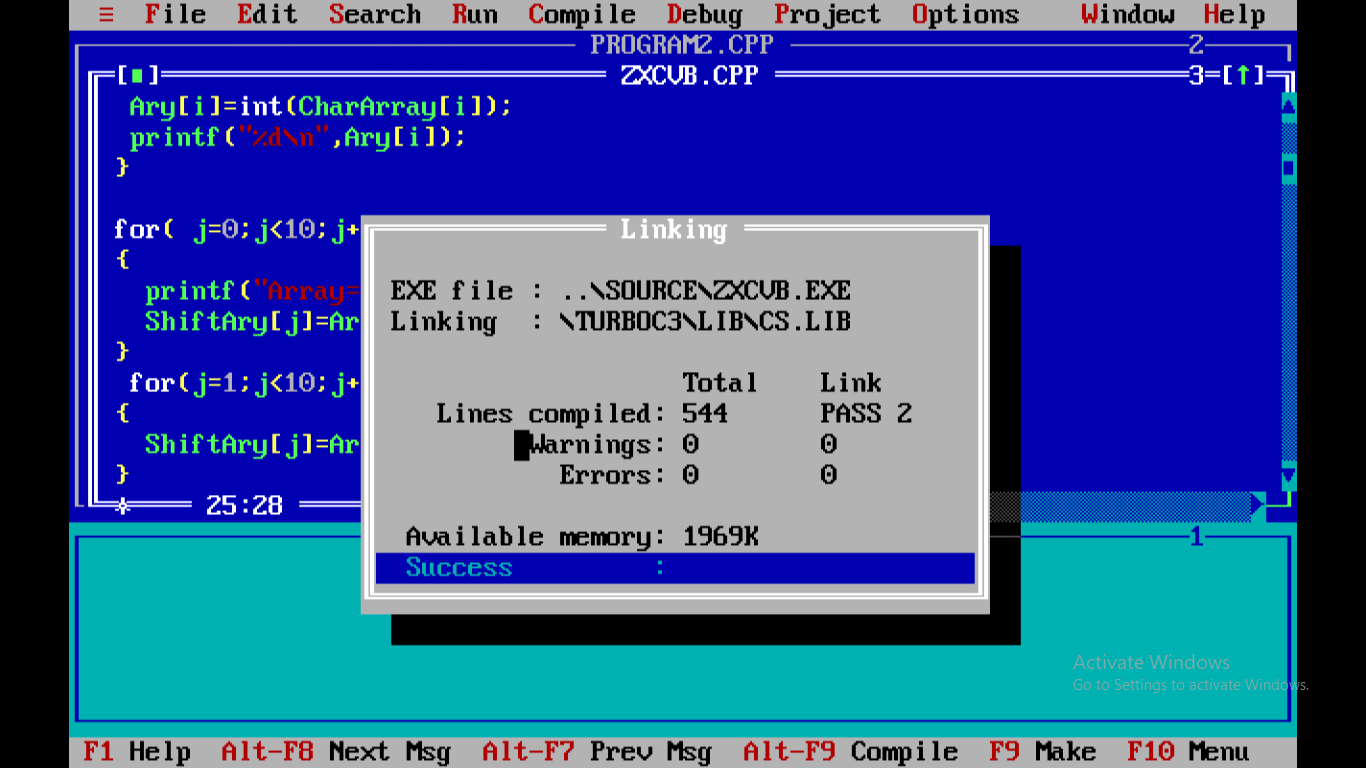 ≡ File Edit Search Run Compile Debug Project Options Window Help
PROGRAM2.CPP 2
[■] ZXCVB.CPP 3=[↑]
Ary[i]=int(CharArray[i]);
printf("%d\n",Ary[i]);
}
for( j=0;j<10;j+
{
printf("Array=
ShiftAry[j]=Ar
}
for(j=1;j<10;j+
{
ShiftAry[j]=Ar
}
25:28
Linking
EXE file : ..\SOURCE\ZXCVB.EXE
Linking : \TURBOC3\LIB\CS.LIB
Total Link
Lines compiled: 544 PASS 2
Warnings: 0 0
Errors: 0 0
Available memory: 1969K
Success :
1
Activate Windows
Go to Settings to activate Windows.
F1 Help Alt-F8 Next Msg Alt-F7 Prev Msg Alt-F9 Compile F9 Make F10 Menu